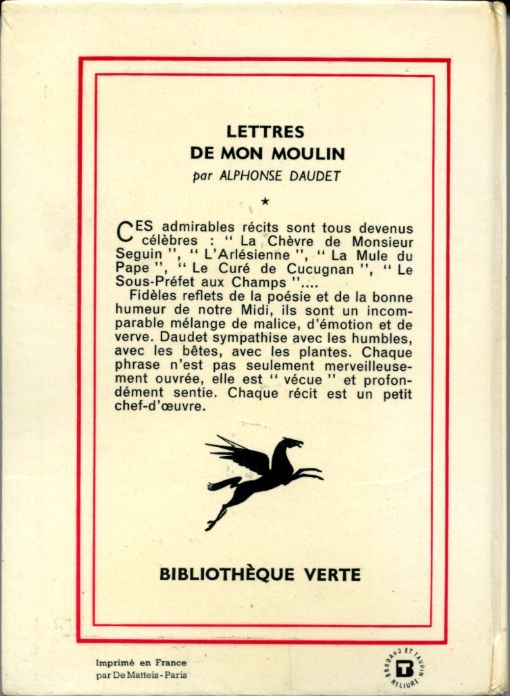 LETTRES
DE MON MOULIN
par ALPHONSE DAUDET
★
CES admirables récits sont tous devenus
célèbres : “ La Chèvre de Monsieur
Seguin ”, “ L'Arlésienne ”, “ La Mule du
Pape ”, “ Le Curé de Cucugnan ”, “ Le
Sous-Préfet aux Champs ”....
Fidèles reflets de la poésie et de la bonne
humeur de notre Midi, ils sont un incom-
parable mélange de malice, d'émotion et de
verve. Daudet sympathise avec les humbles,
avec les bêtes, avec les plantes. Chaque
phrase n'est pas seulement merveilleuse-
ment ouvrée, elle est “ vécue ” et profon-
dément sentie. Chaque récit est un petit
chef-d'œuvre.
BIBLIOTHÈQUE VERTE
Imprimé en France
par De Matteis-Paris
BRODARD ET TAUPIN
RELIURE